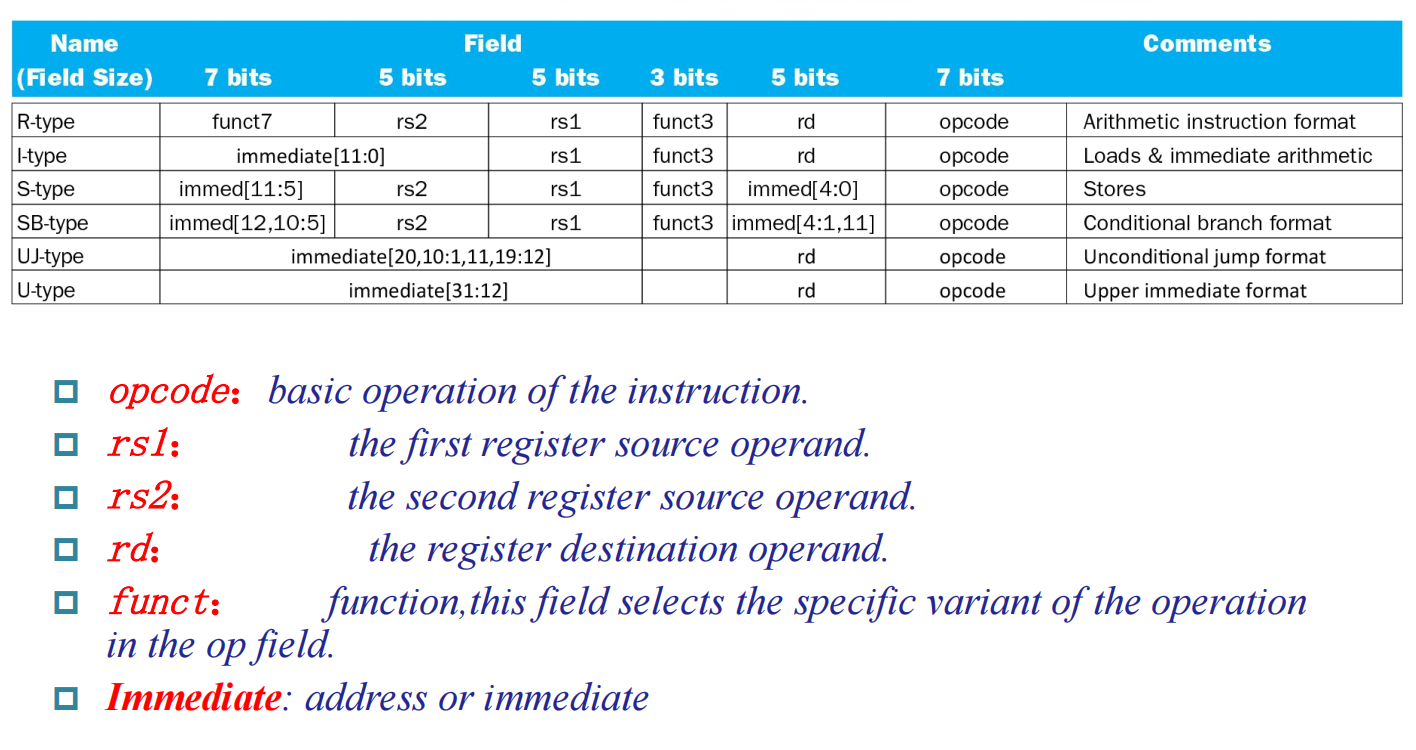 Name Field Comments
(Field Size) 7 bits 5 bits 5 bits 3 bits 5 bits 7 bits
R-type funct7 rs2 rs1 funct3 rd opcode Arithmetic instruction format
I-type immediate[11:0] rs1 funct3 rd opcode Loads & immediate arithmetic
S-type immed[11:5] rs2 rs1 funct3 immed[4:0] opcode Stores
SB-type immed[12,10:5] rs2 rs1 funct3 immed[4:1,11] opcode Conditional branch format
UJ-type immediate[20,10:1,11,19:12] rd opcode Unconditional jump format
U-type immediate[31:12] rd opcode Upper immediate format
opcode：basic operation of the instruction.
rs1： the first register source operand.
rs2： the second register source operand.
rd： the register destination operand.
funct： function,this field selects the specific variant of the operation
in the op field.
Immediate: address or immediate